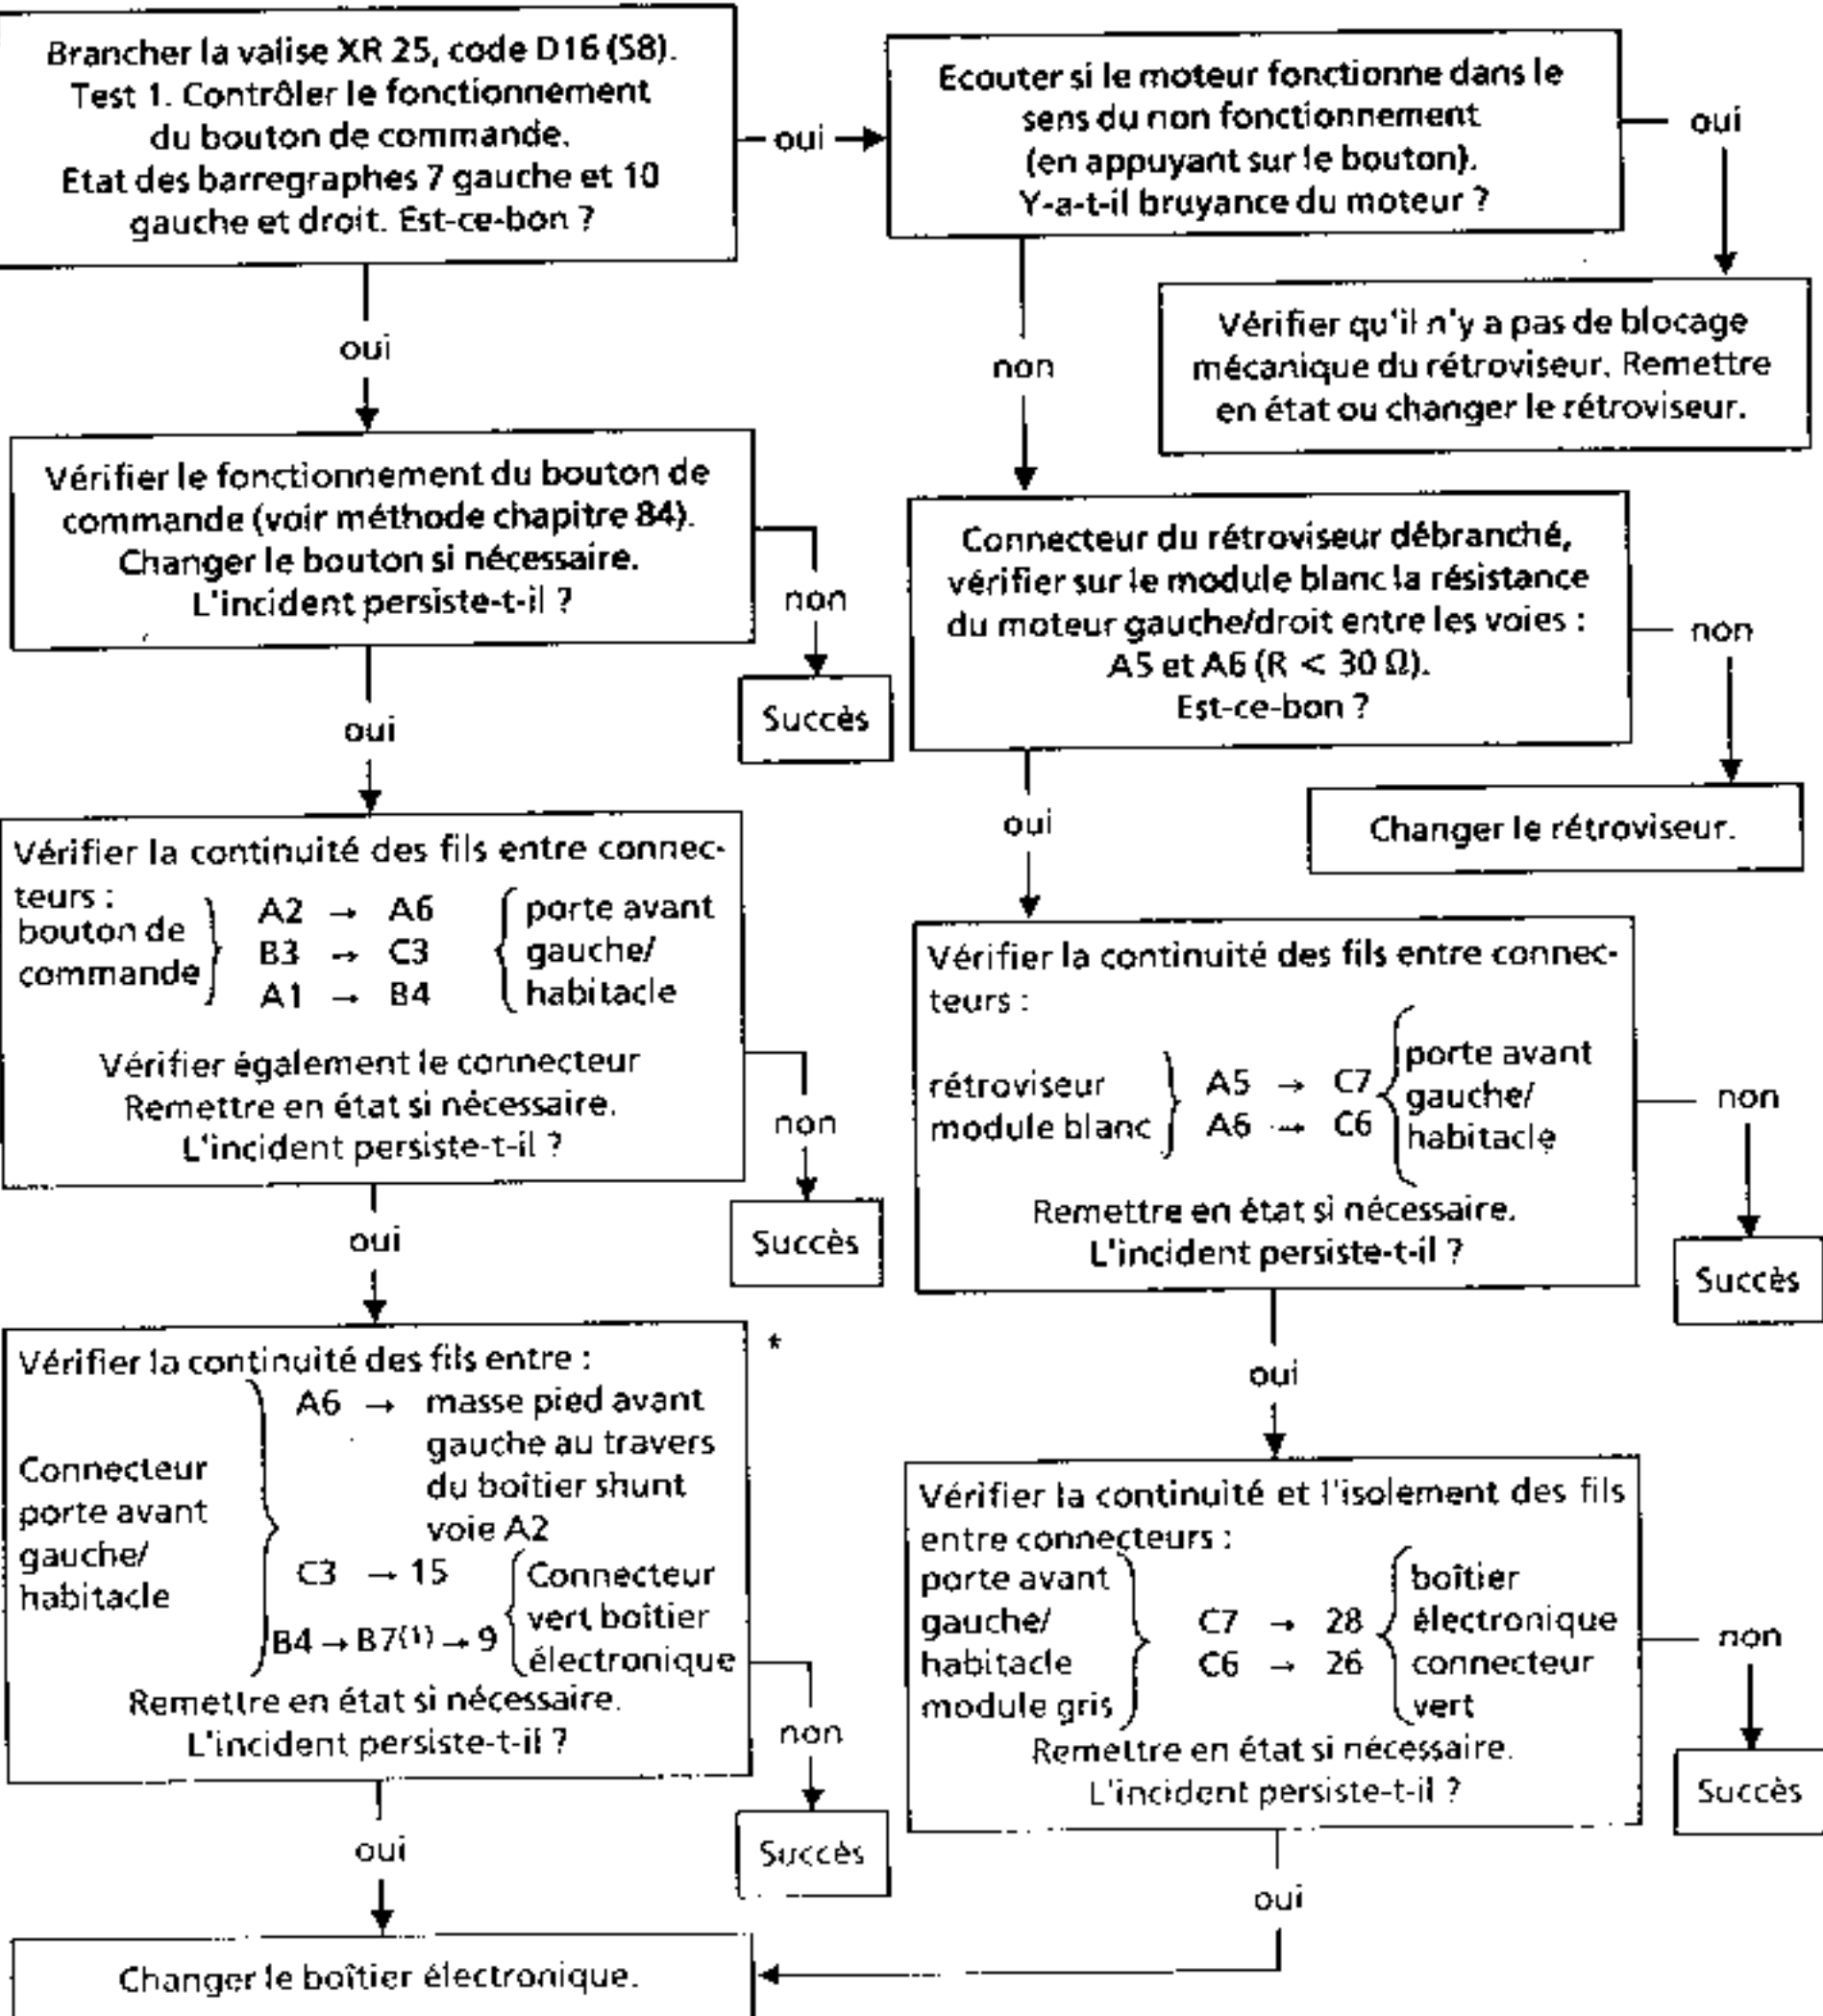 Brancher la valise XR 25, code D16 (S8).
Test 1. Contrôler le fonctionnement
du bouton de commande.
Etat des barregraphes 7 gauche et 10
gauche et droit. Est-ce-bon ?
oui
Ecouter si le moteur fonctionne dans le
sens du non fonctionnement
(en appuyant sur le bouton).
Y-a-t-il bruyance du moteur ?
oui
oui
non
Vérifier qu'il n'y a pas de blocage
mécanique du rétroviseur. Remettre
en état ou changer le rétroviseur.
Vérifier le fonctionnement du bouton de
commande (voir méthode chapitre 84).
Changer le bouton si nécessaire.
L'incident persiste-t-il ?
non
Succès
oui
Connecteur du rétroviseur débranché,
vérifier sur le module blanc la résistance
du moteur gauche/droit entre les voies :
A5 et A6 (R < 30 Ω).
Est-ce-bon ?
non
Changer le rétroviseur.
oui
Vérifier la continuité des fils entre connec-
teurs :
bouton de
commande
A2 → A6
B3 → C3
A1 → B4
porte avant
gauche/
habitacle
Vérifier également le connecteur
Remettre en état si nécessaire.
L'incident persiste-t-il ?
non
Succès
oui
Vérifier la continuité des fils entre connec-
teurs :
rétroviseur
module blanc
A5 → C7
A6 → C6
porte avant
gauche/
habitacle
Remettre en état si nécessaire.
L'incident persiste-t-il ?
non
Succès
oui
*
Vérifier la continuité des fils entre :
Connecteur
porte avant
gauche/
habitacle
A6 → masse pied avant
gauche au travers
du boîtier shunt
voie A2
C3 → 15
B4 → B7(1) → 9
Connecteur
vert boîtier
électronique
Remettre en état si nécessaire.
L'incident persiste-t-il ?
non
Succès
oui
Vérifier la continuité et l'isolement des fils
entre connecteurs :
porte avant
gauche/
habitacle
module gris
C7 → 28
C6 → 26
boîtier
électronique
connecteur
vert
Remettre en état si nécessaire.
L'incident persiste-t-il ?
non
Succès
oui
Changer le boîtier électronique.